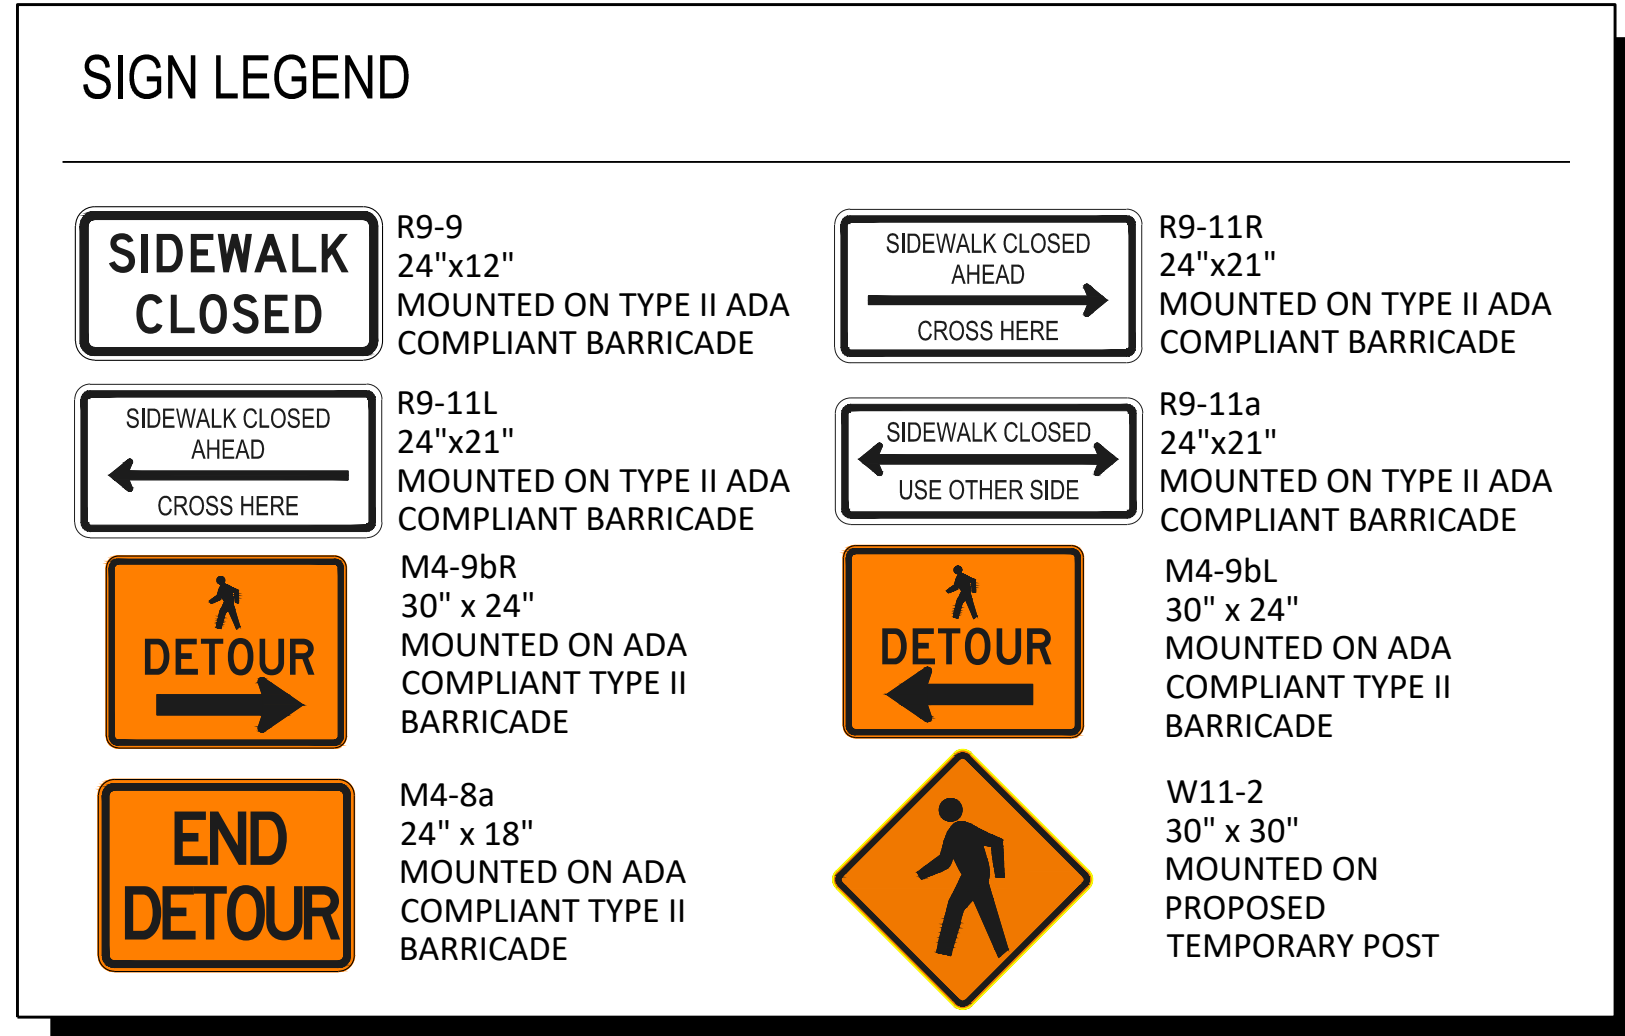 SIGN LEGEND
SIDEWALK
CLOSED
R9-9
24"x12"
MOUNTED ON TYPE II ADA
COMPLIANT BARRICADE
SIDEWALK CLOSED
AHEAD
CROSS HERE
R9-11R
24"x21"
MOUNTED ON TYPE II ADA
COMPLIANT BARRICADE
SIDEWALK CLOSED
AHEAD
CROSS HERE
R9-11L
24"x21"
MOUNTED ON TYPE II ADA
COMPLIANT BARRICADE
SIDEWALK CLOSED
USE OTHER SIDE
R9-11a
24"x21"
MOUNTED ON TYPE II ADA
COMPLIANT BARRICADE
DETOUR
M4-9bR
30" x 24"
MOUNTED ON ADA
COMPLIANT TYPE II
BARRICADE
DETOUR
M4-9bL
30" x 24"
MOUNTED ON ADA
COMPLIANT TYPE II
BARRICADE
END
DETOUR
M4-8a
24" x 18"
MOUNTED ON ADA
COMPLIANT TYPE II
BARRICADE
W11-2
30" x 30"
MOUNTED ON
PROPOSED
TEMPORARY POST